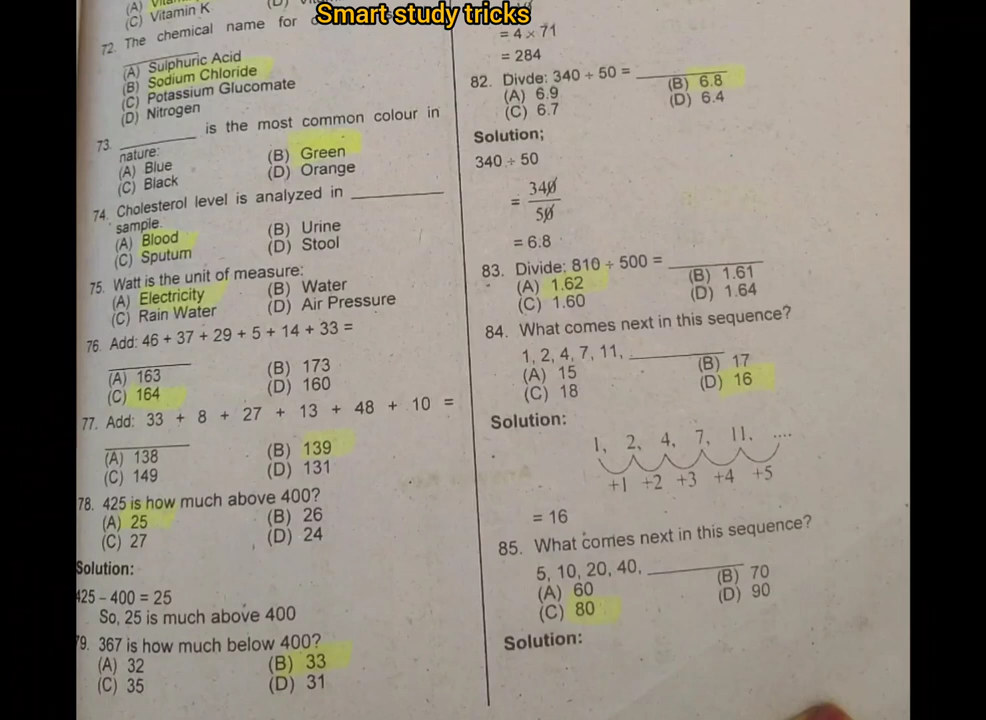 Smart study tricks
(A)
(C) Vitamin K
72. The chemical name for
(A) Sulphuric Acid
(B) Sodium Chloride
(C) Potassium Glucomate
(D) Nitrogen
73. ________ is the most common colour in
nature:
(A) Blue (B) Green
(C) Black (D) Orange
74. Cholesterol level is analyzed in ________
sample.
(A) Blood (B) Urine
(C) Sputum (D) Stool
75. Watt is the unit of measure:
(A) Electricity (B) Water
(C) Rain Water (D) Air Pressure
76. Add: 46 + 37 + 29 + 5 + 14 + 33 =
________
(A) 163 (B) 173
(C) 164 (D) 160
77. Add: 33 + 8 + 27 + 13 + 48 + 10 =
________
(A) 138 (B) 139
(C) 149 (D) 131
78. 425 is how much above 400?
(A) 25 (B) 26
(C) 27 (D) 24
Solution:
425 – 400 = 25
So, 25 is much above 400
79. 367 is how much below 400?
(A) 32 (B) 33
(C) 35 (D) 31
= 4 × 71
= 284
82. Divde: 340 ÷ 50 = ________
(A) 6.9 (B) 6.8
(C) 6.7 (D) 6.4
Solution;
340 ÷ 50
= 340
50
= 6.8
83. Divide: 810 ÷ 500 = ________
(A) 1.62 (B) 1.61
(C) 1.60 (D) 1.64
84. What comes next in this sequence?
1, 2, 4, 7, 11, ________
(A) 15 (B) 17
(C) 18 (D) 16
Solution:
1, 2, 4, 7, 11, ....
+1 +2 +3 +4 +5
= 16
85. What comes next in this sequence?
5, 10, 20, 40, ________
(A) 60 (B) 70
(C) 80 (D) 90
Solution: